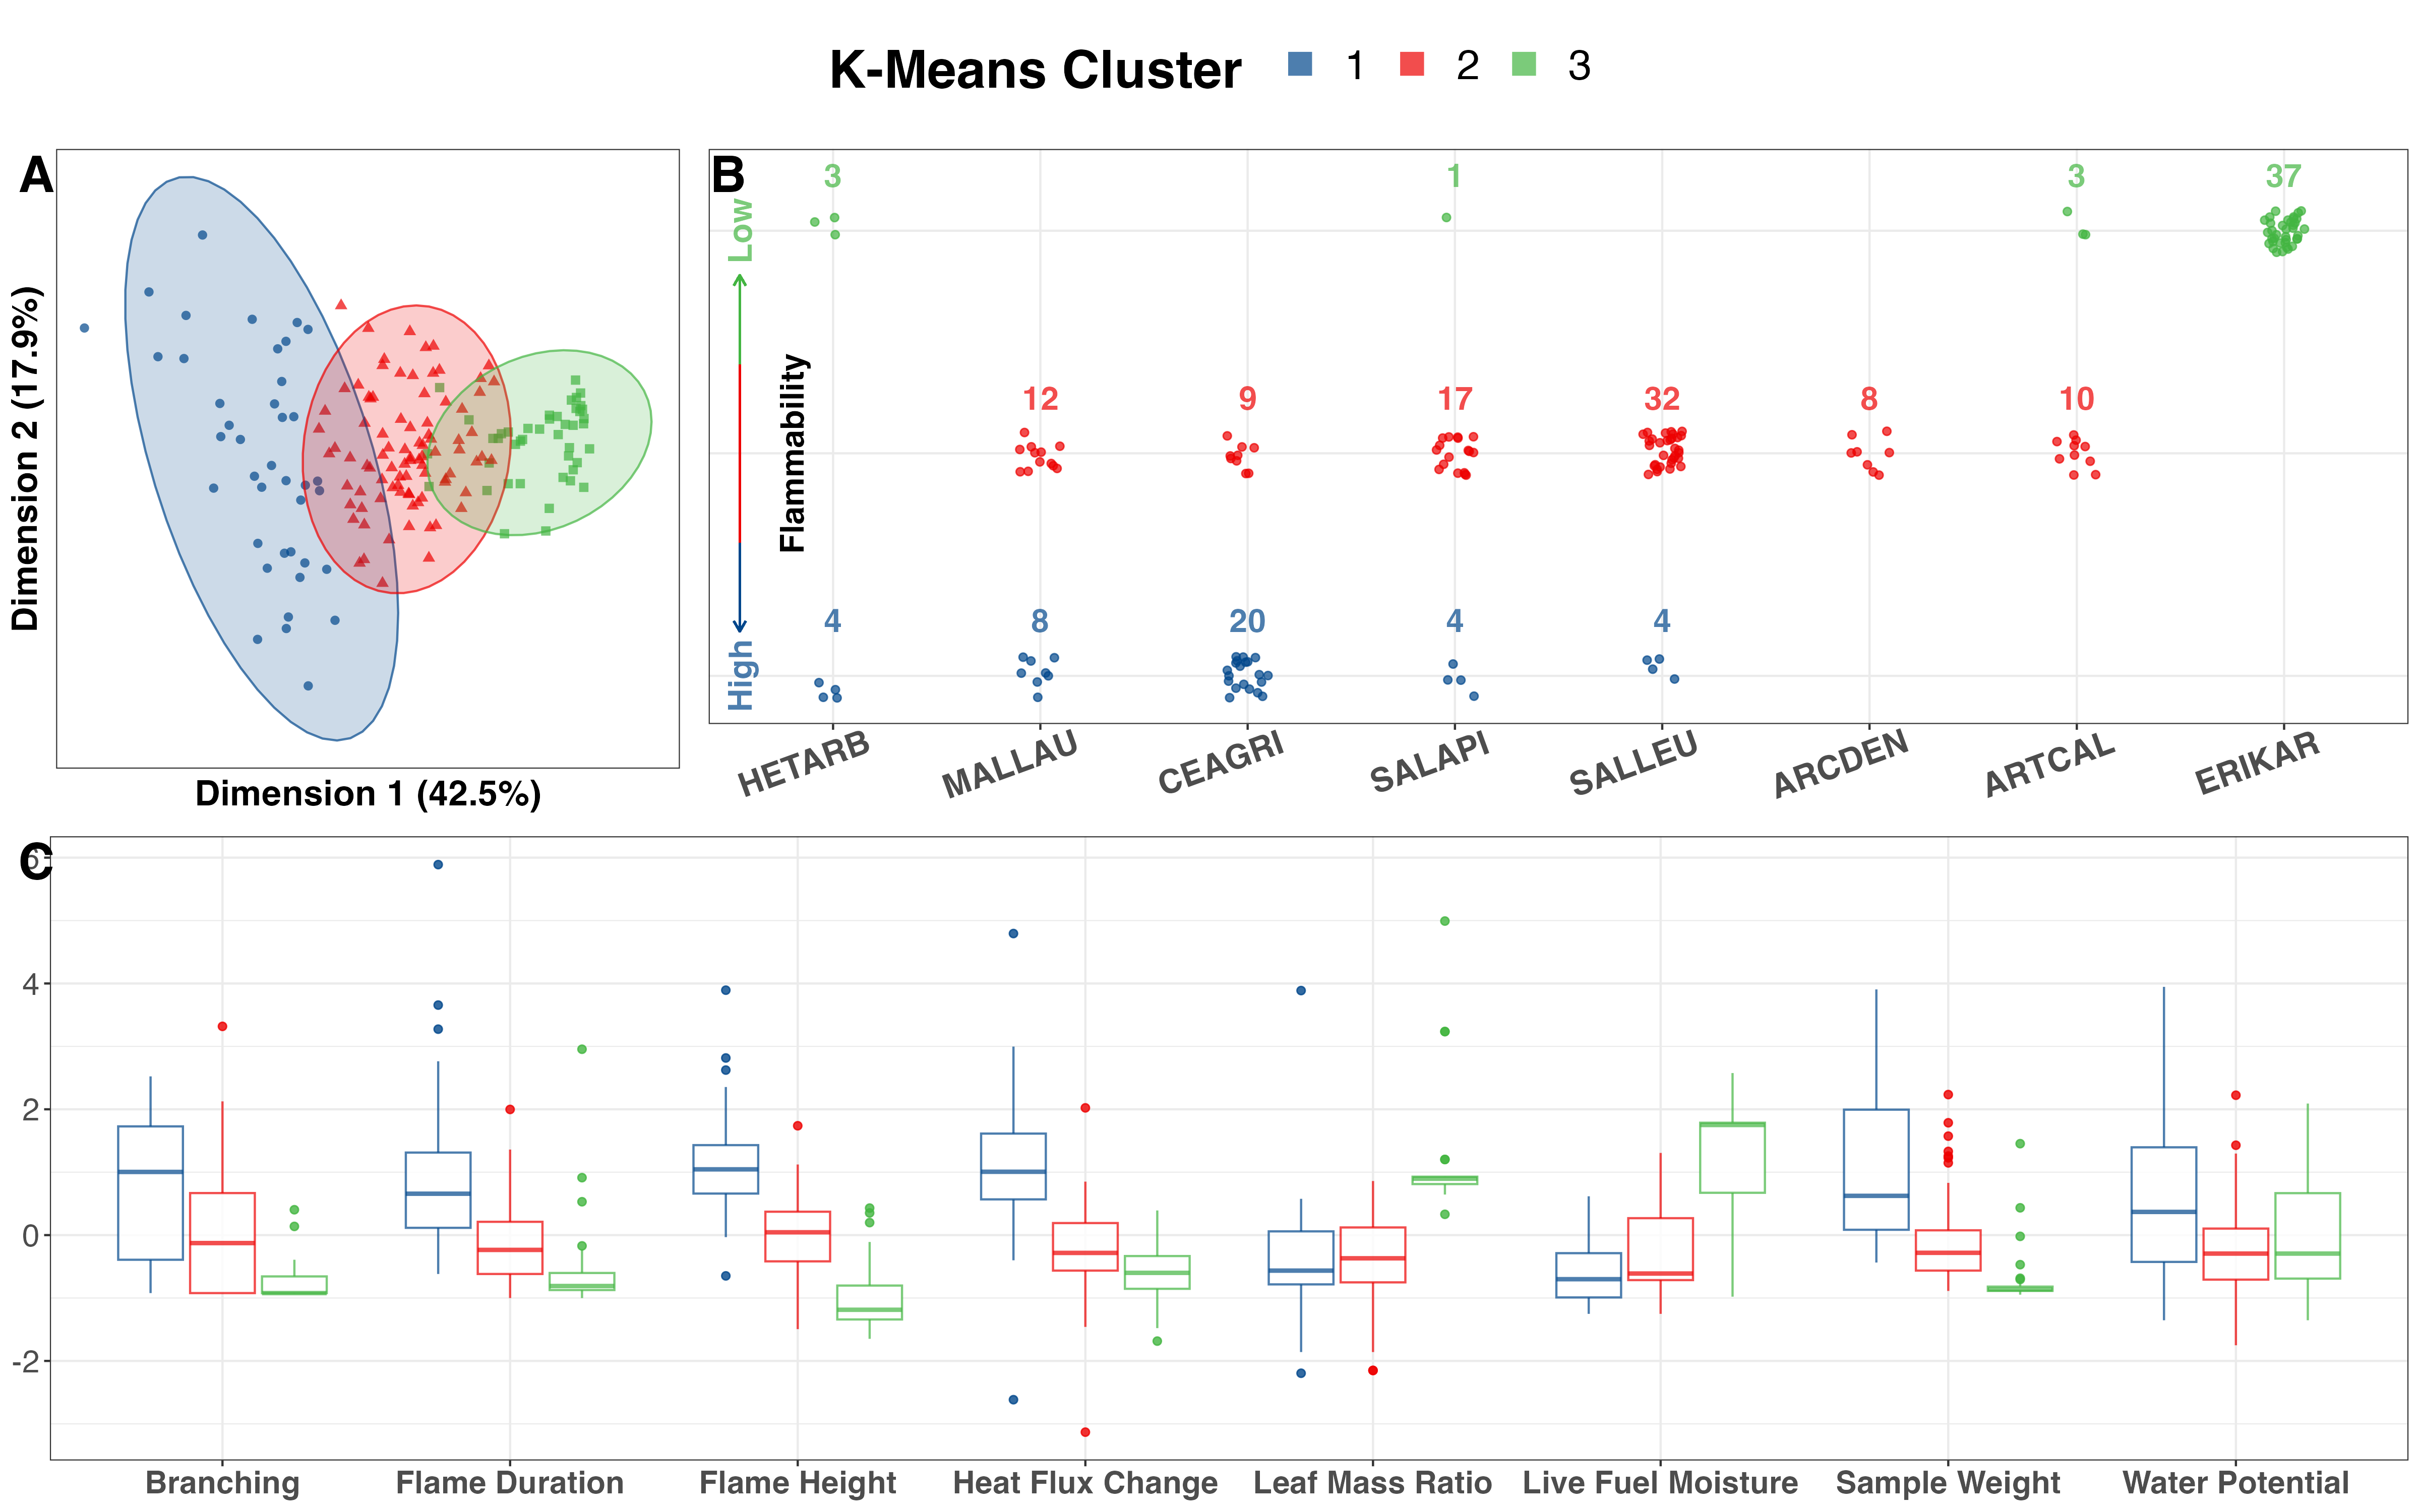 K-Means Cluster 1 2 3
A
Dimension 2 (17.9%)
Dimension 1 (42.5%)
B
3 1 3 37
Low
Flammability
High
12 9 17 32 8 10
4 8 20 4 4
HETARB MALLAU CEAGRI SALAPI SALLEU ARCDEN ARTCAL ERIKAR
C
6
4
2
0
-2
Branching Flame Duration Flame Height Heat Flux Change Leaf Mass Ratio Live Fuel Moisture Sample Weight Water Potential